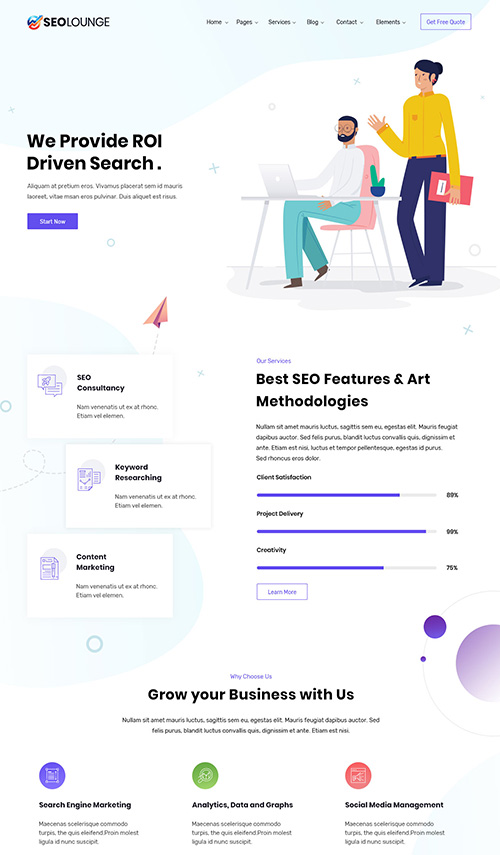 SEOLOUNGE
Home Pages Services Blog Contact Elements Get Free Quote
We Provide ROI
Driven Search .
Aliquam at pretium eros. Vivamus placerat sem id mauris
laoreet, vitae msan eros pulvinar. Duis aliquet est risus.
Start Now
SEO
Consultancy
Nam venenatis ut ex at rhonc.
Etiam vel elemen.
Keyword
Researching
Nam venenatis ut ex at rhonc.
Etiam vel elemen.
Content
Marketing
Nam venenatis ut ex at rhonc.
Etiam vel elemen.
Our Services
Best SEO Features & Art
Methodologies
Nullam sit amet mauris luctus, sagittis sem eu, egestas elit. Mauris feugiat
dapibus auctor. Sed felis purus, blandit luctus convallis quis, dignissim et
ante. Etiam est nisi, luctus et tempor pellentesque, egestas id purus.
Sed rhoncus eros dolor.
Client Satisfaction
89%
Project Delivery
99%
Creativity
75%
Learn More
Why Choose Us
Grow your Business with Us
Nullam sit amet mauris luctus, sagittis sem eu, egestas elit. Mauris feugiat dapibus auctor. Sed
felis purus, blandit luctus convallis quis, dignissim et ante. Etiam est nisi.
Search Engine Marketing
Maecenas scelerisque commodo
turpis, the quis eleifend.Proin molest
ligula id nunc suscipit.
Analytics, Data and Graphs
Maecenas scelerisque commodo
turpis, the quis eleifend.Proin molest
ligula id nunc suscipit.
Social Media Management
Maecenas scelerisque commodo
turpis, the quis eleifend.Proin molest
ligula id nunc suscipit.